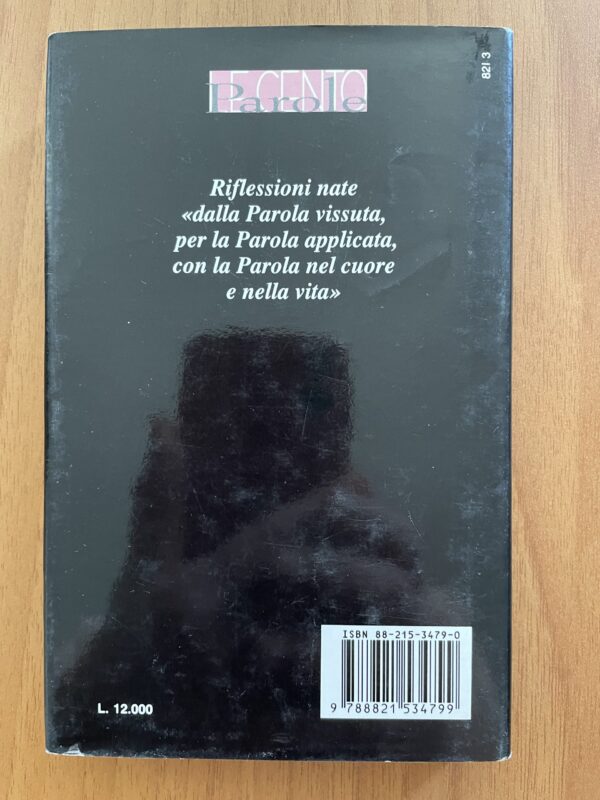 82I 3
LE CENTO
Parole
Riflessioni nate
«dalla Parola vissuta,
per la Parola applicata,
con la Parola nel cuore
e nella vita»
ISBN 88-215-3479-0
9 788821 534799
L. 12.000